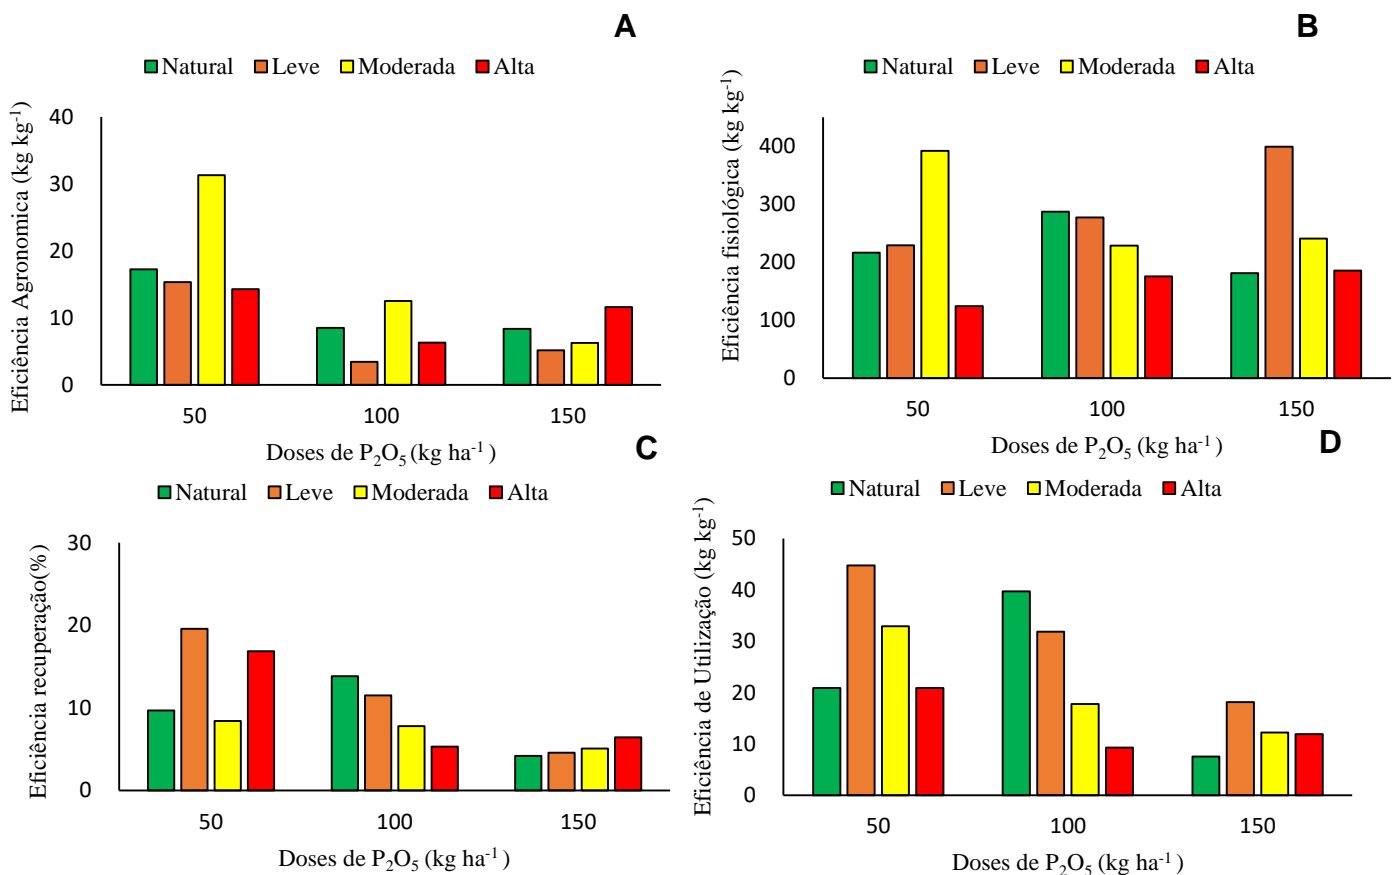 A
Natural Leve Moderada Alta
Eficiência Agronomica (kg kg⁻¹)
40
30
20
10
0
50 100 150
Doses de P₂O₅ (kg ha⁻¹ )
B
Natural Leve Moderada Alta
Eficiência fisiológica (kg kg⁻¹)
400
300
200
100
0
50 100 150
Doses de P₂O₅ (kg ha⁻¹ )
C
Natural Leve Moderada Alta
Eficiência recuperação(%)
30
20
10
0
50 100 150
Doses de P₂O₅ (kg ha⁻¹ )
D
Natural Leve Moderada Alta
Eficiência de Utilização (kg kg⁻¹)
50
40
30
20
10
0
50 100 150
Doses de P₂O₅ (kg ha⁻¹ )